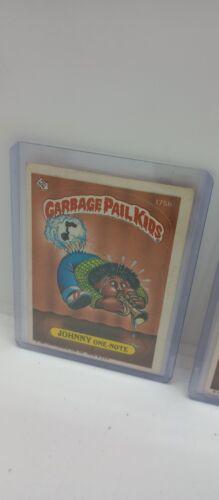 175b
GARBAGE PAIL KIDS
JOHNNY ONE-NOTE